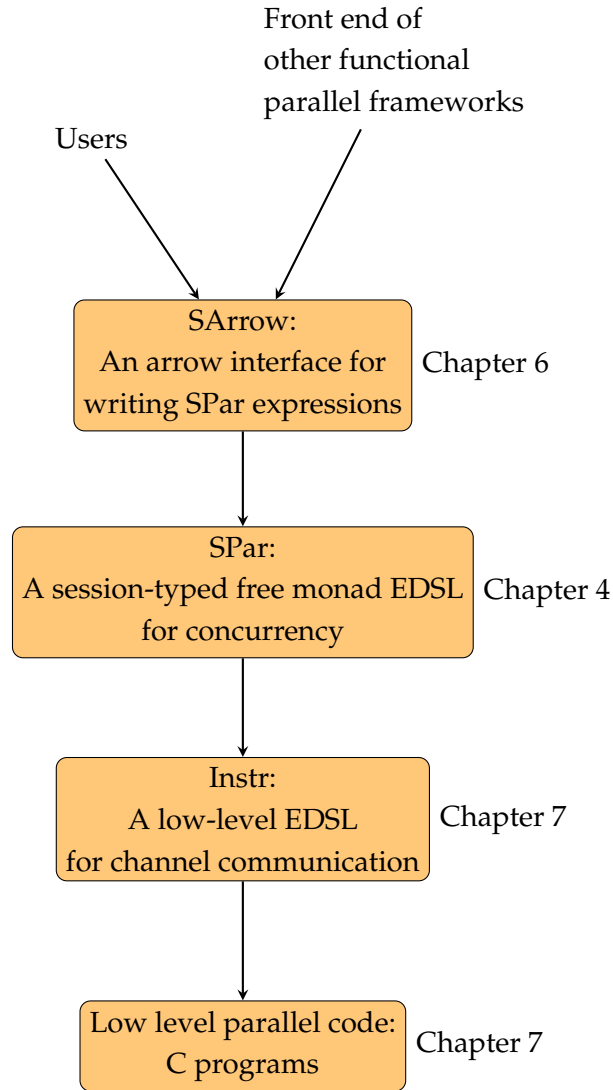 Front end of
other functional
parallel frameworks
Users
SArrow:
An arrow interface for
writing SPar expressions
Chapter 6
SPar:
A session-typed free monad EDSL
for concurrency
Chapter 4
Instr:
A low-level EDSL
for channel communication
Chapter 7
Low level parallel code:
C programs
Chapter 7